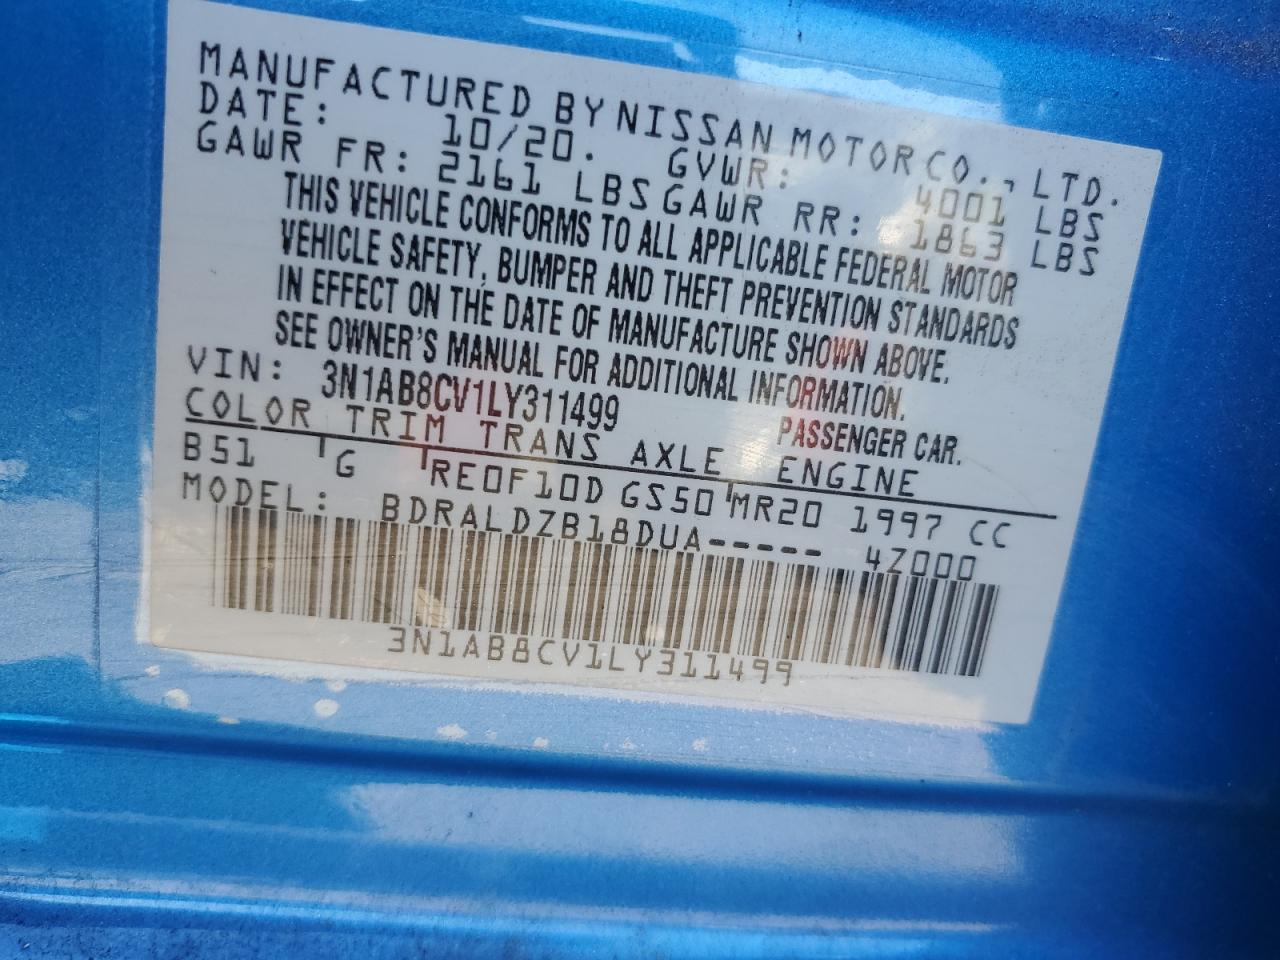 MANUFACTURED BY NISSAN MOTOR CO., LTD.
DATE: 10/20. GVWR: 4001 LBS
GAWR FR: 2161 LBS GAWR RR: 1863 LBS
THIS VEHICLE CONFORMS TO ALL APPLICABLE FEDERAL MOTOR
VEHICLE SAFETY, BUMPER AND THEFT PREVENTION STANDARDS
IN EFFECT ON THE DATE OF MANUFACTURE SHOWN ABOVE.
SEE OWNER'S MANUAL FOR ADDITIONAL INFORMATION.
VIN: 3N1AB8CV1LY311499 PASSENGER CAR.
COLOR TRIM TRANS AXLE ENGINE
B51 G RE0F10D GS50 MR20 1997 CC
MODEL: BDRALDZB18DUA----- 4Z000
3N1AB8CV1LY311499